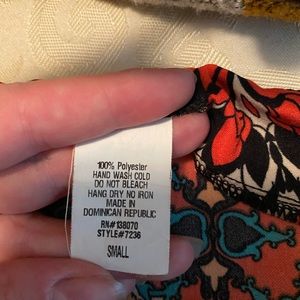 100% Polyester
HAND WASH COLD
DO NOT BLEACH
HANG DRY NO IRON
MADE IN
DOMINICAN REPUBLIC
RN#138070
STYLE#7236
SMALL